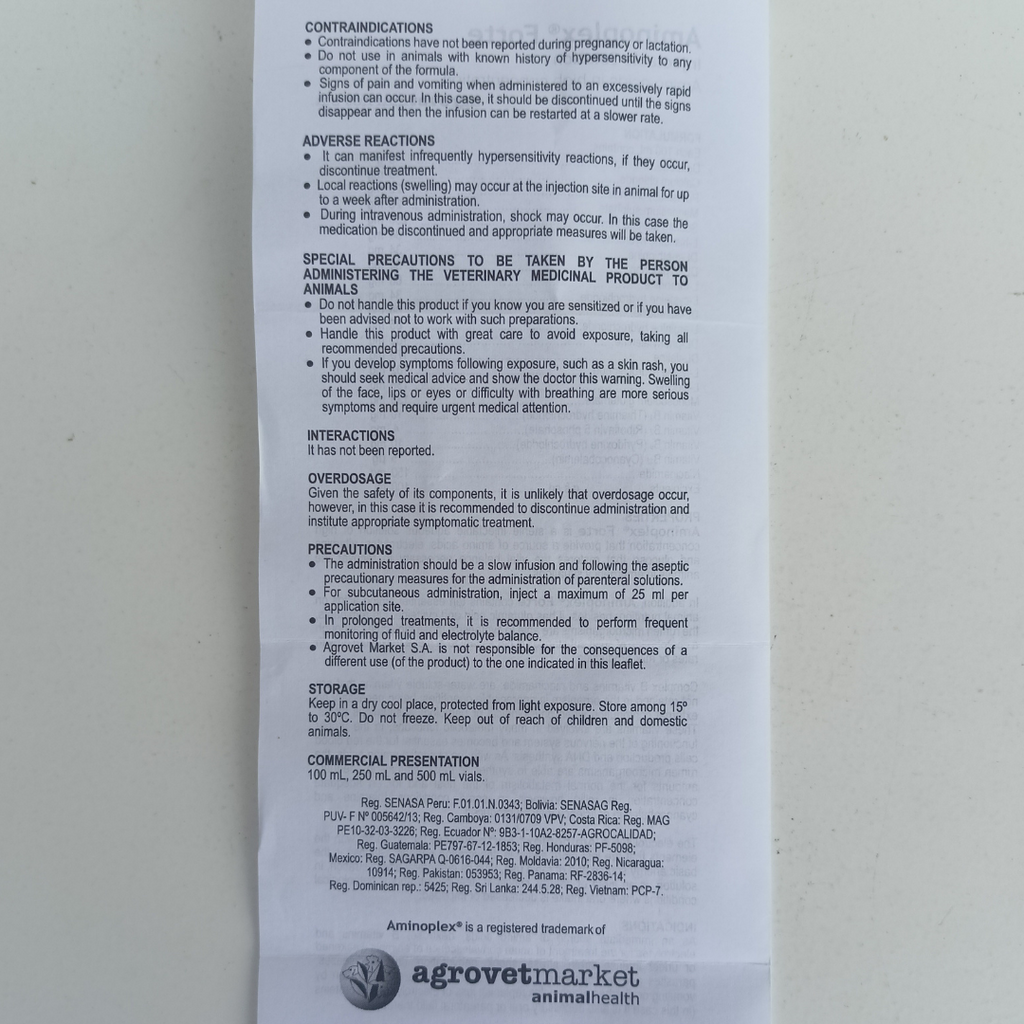 CONTRAINDICATIONS
• Contraindications have not been reported during pregnancy or lactation.
• Do not use in animals with known history of hypersensitivity to any
component of the formula.
• Signs of pain and vomiting when administered to an excessively rapid
infusion can occur. In this case, it should be discontinued until the signs
disappear and then the infusion can be restarted at a slower rate.
ADVERSE REACTIONS
• It can manifest infrequently hypersensitivity reactions, if they occur,
discontinue treatment.
• Local reactions (swelling) may occur at the injection site in animal for up
to a week after administration.
• During intravenous administration, shock may occur. In this case the
medication be discontinued and appropriate measures will be taken.
SPECIAL PRECAUTIONS TO BE TAKEN BY THE PERSON
ADMINISTERING THE VETERINARY MEDICINAL PRODUCT TO
ANIMALS
• Do not handle this product if you know you are sensitized or if you have
been advised not to work with such preparations.
• Handle this product with great care to avoid exposure, taking all
recommended precautions.
• If you develop symptoms following exposure, such as a skin rash, you
should seek medical advice and show the doctor this warning. Swelling
of the face, lips or eyes or difficulty with breathing are more serious
symptoms and require urgent medical attention.
INTERACTIONS
It has not been reported.
OVERDOSAGE
Given the safety of its components, it is unlikely that overdosage occur,
however, in this case it is recommended to discontinue administration and
institute appropriate symptomatic treatment.
PRECAUTIONS
• The administration should be a slow infusion and following the aseptic
precautionary measures for the administration of parenteral solutions.
• For subcutaneous administration, inject a maximum of 25 ml per
application site.
• In prolonged treatments, it is recommended to perform frequent
monitoring of fluid and electrolyte balance.
• Agrovet Market S.A. is not responsible for the consequences of a
different use (of the product) to the one indicated in this leaflet.
STORAGE
Keep in a dry cool place, protected from light exposure. Store among 15º
to 30ºC. Do not freeze. Keep out of reach of children and domestic
animals.
COMMERCIAL PRESENTATION
100 mL, 250 mL and 500 mL vials.
Reg. SENASA Peru: F.01.01.N.0343; Bolivia: SENASAG Reg.
PUV- F Nº 005642/13; Reg. Camboya: 0131/0709 VPV; Costa Rica: Reg. MAG
PE10-32-03-3226; Reg. Ecuador Nº: 9B3-1-10A2-8257-AGROCALIDAD;
Reg. Guatemala: PE797-67-12-1853; Reg. Honduras: PF-5098;
Mexico: Reg. SAGARPA Q-0616-044; Reg. Moldavia: 2010; Reg. Nicaragua:
10914; Reg. Pakistan: 053953; Reg. Panama: RF-2836-14;
Reg. Dominican rep.: 5425; Reg. Sri Lanka: 244.5.28; Reg. Vietnam: PCP-7.
Aminoplex® is a registered trademark of
agrovetmarket
animalhealth